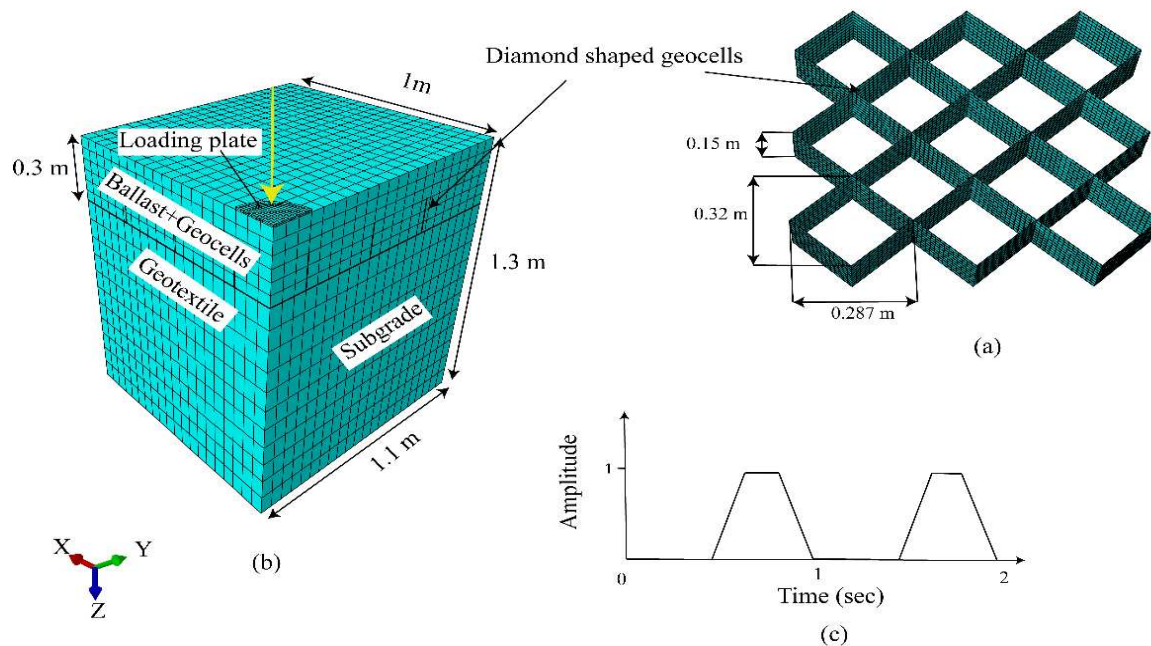 Diamond shaped geocells
1m
Loading plate
0.3 m
Ballast+Geocells
Geotextile
Subgrade
1.3 m
1.1 m
X
Y
Z
(b)
0.15 m
0.32 m
0.287 m
(a)
Amplitude
1
0
1
2
Time (sec)
(c)